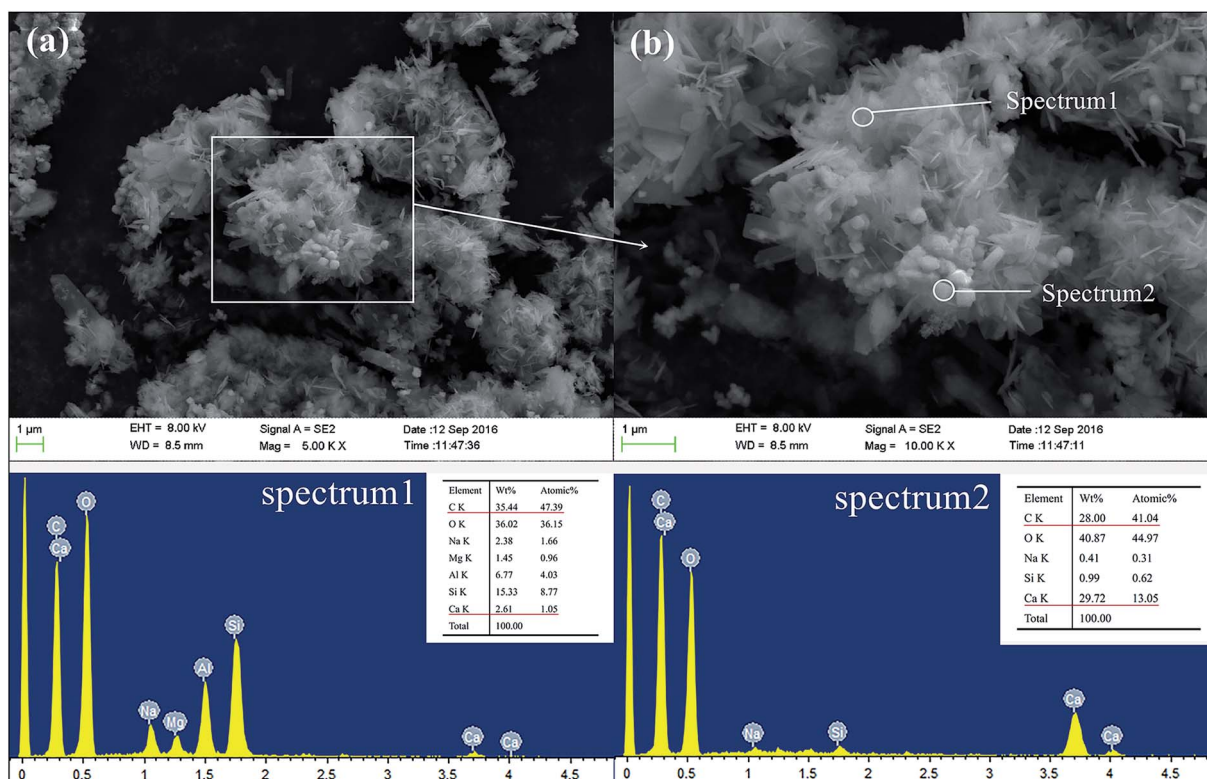 (a)
(b)
Spectrum1
Spectrum2
1 µm
EHT = 8.00 kV
WD = 8.5 mm
Signal A = SE2
Mag = 5.00 K X
Date :12 Sep 2016
Time :11:47:36
1 µm
EHT = 8.00 kV
WD = 8.5 mm
Signal A = SE2
Mag = 10.00 K X
Date :12 Sep 2016
Time :11:47:11
spectrum1
Element Wt% Atomic%
C K 35.44 47.39
O K 36.02 36.15
Na K 2.38 1.66
Mg K 1.45 0.96
Al K 6.77 4.03
Si K 15.33 8.77
Ca K 2.61 1.05
Total 100.00
C
Ca
O
Na
Mg
Al
Si
Ca
Ca
0 0.5 1 1.5 2 2.5 3 3.5 4 4.5
spectrum2
Element Wt% Atomic%
C K 28.00 41.04
O K 40.87 44.97
Na K 0.41 0.31
Si K 0.99 0.62
Ca K 29.72 13.05
Total 100.00
C
Ca
O
Na
Si
Ca
Ca
0 0.5 1 1.5 2 2.5 3 3.5 4 4.5